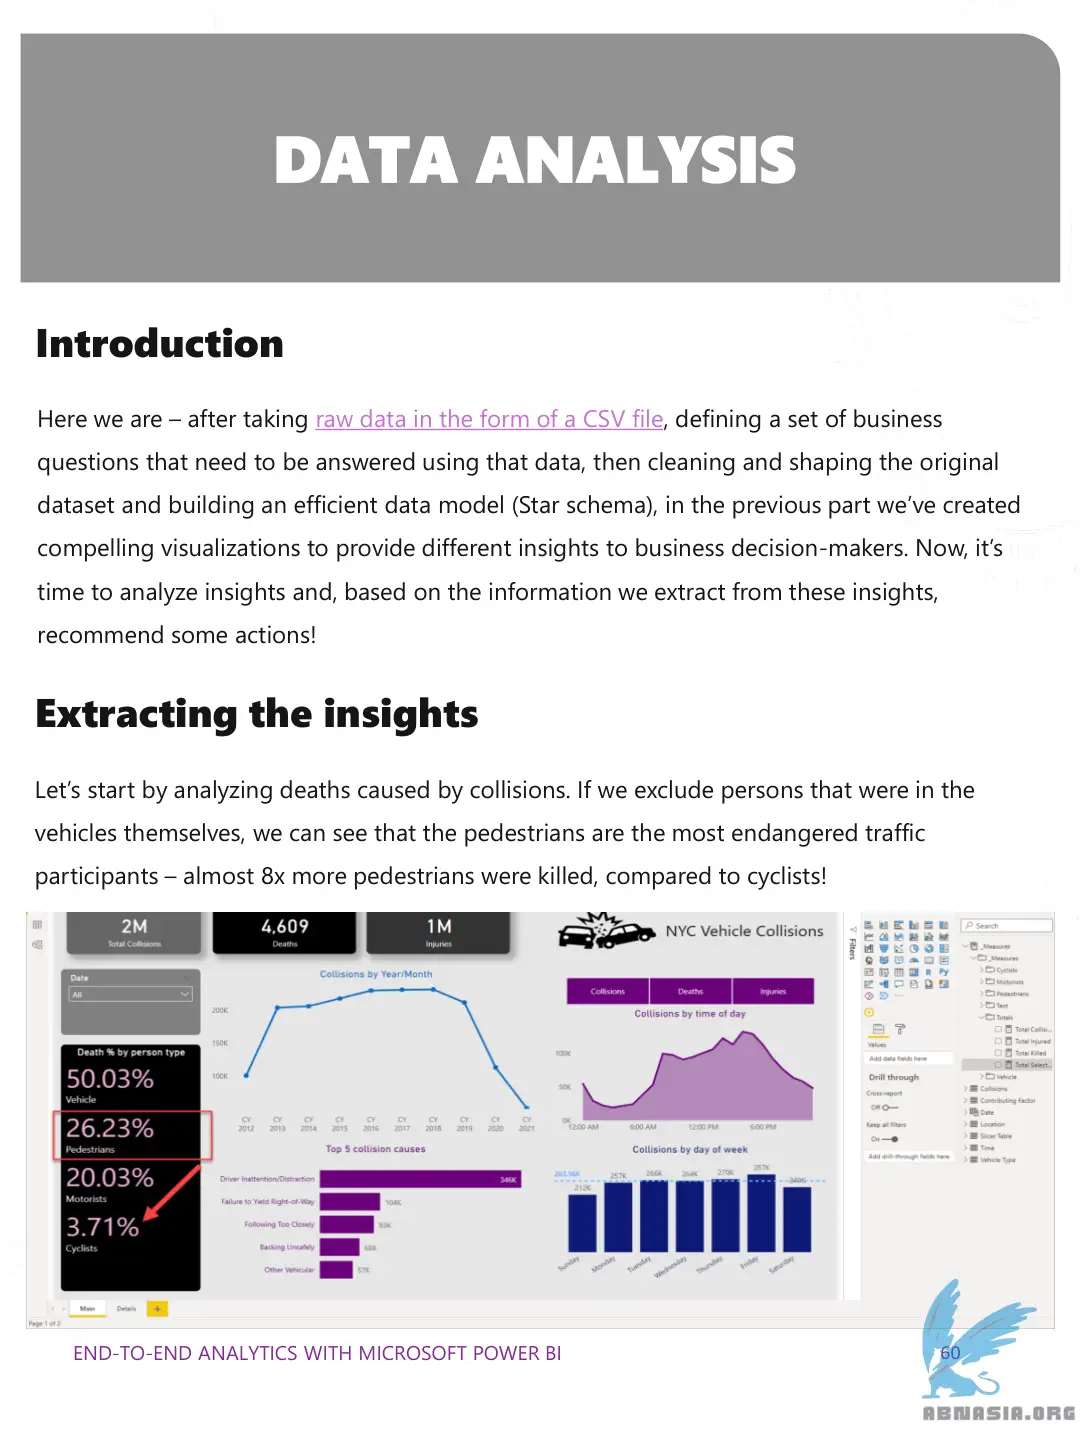 DATA ANALYSIS
Introduction
Here we are – after taking raw data in the form of a CSV file, defining a set of business
questions that need to be answered using that data, then cleaning and shaping the original
dataset and building an efficient data model (Star schema), in the previous part we’ve created
compelling visualizations to provide different insights to business decision-makers. Now, it’s
time to analyze insights and, based on the information we extract from these insights,
recommend some actions!
Extracting the insights
Let’s start by analyzing deaths caused by collisions. If we exclude persons that were in the
vehicles themselves, we can see that the pedestrians are the most endangered traffic
participants – almost 8x more pedestrians were killed, compared to cyclists!
2M
Total Collisions
4,609
Deaths
1M
Injuries
NYC Vehicle Collisions
Date
All
Death % by person type
50.03%
Vehicle
26.23%
Pedestrians
20.03%
Motorists
3.71%
Cyclists
Collisions by Year/Month
200K
150K
100K
CY 2012 CY 2013 CY 2014 CY 2015 CY 2016 CY 2017 CY 2018 CY 2019 CY 2020 CY 2021
Collisions Deaths Injuries
Collisions by time of day
100K
50K
0K
12:00 AM 6:00 AM 12:00 PM 6:00 PM
Top 5 collision causes
Driver Inattention/Distraction 346K
Failure to Yield Right-of-Way 104K
Following Too Closely 93K
Backing Unsafely 68K
Other Vehicular 57K
Collisions by day of week
212K 257K 266K 264K 270K 287K
Sunday Monday Tuesday Wednesday Thursday Friday Saturday
Filters
Values
Add data fields here
Drill through
Cross-report
Off
Keep all filters
On
Add drill-through fields here
Search
_Measures
_Measures
Cyclists
Motorists
Pedestrians
Text
Totals
Total Collisi...
Total Injured
Total Killed
Total Select...
Vehicle
Collisions
Contributing Factor
Date
Location
Slicer Table
Time
Vehicle Type
Main Details
Page 1 of 2
END-TO-END ANALYTICS WITH MICROSOFT POWER BI 60
ABNASIA.ORG